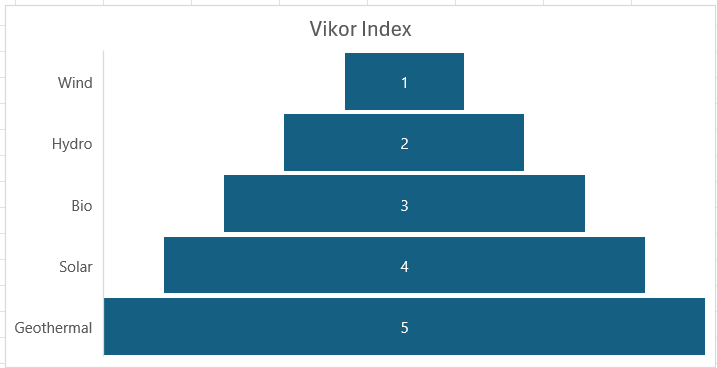 Vikor Index
Wind 1
Hydro 2
Bio 3
Solar 4
Geothermal 5